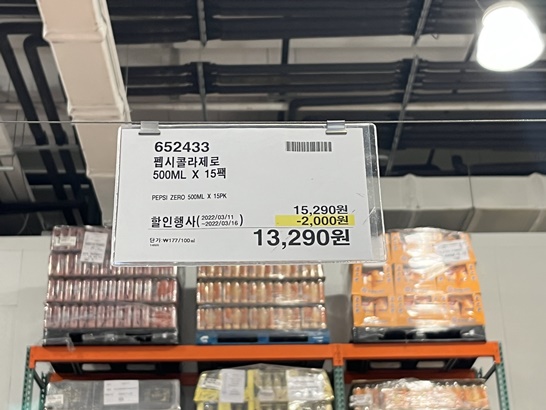 652433
펩시콜라제로
500ML X 15팩
PEPSI ZERO 500ML X 15PK
15,290원
할인행사( 2022/03/11 ~2022/03/16 ) -2,000원
13,290원
단가:₩177/100㎖